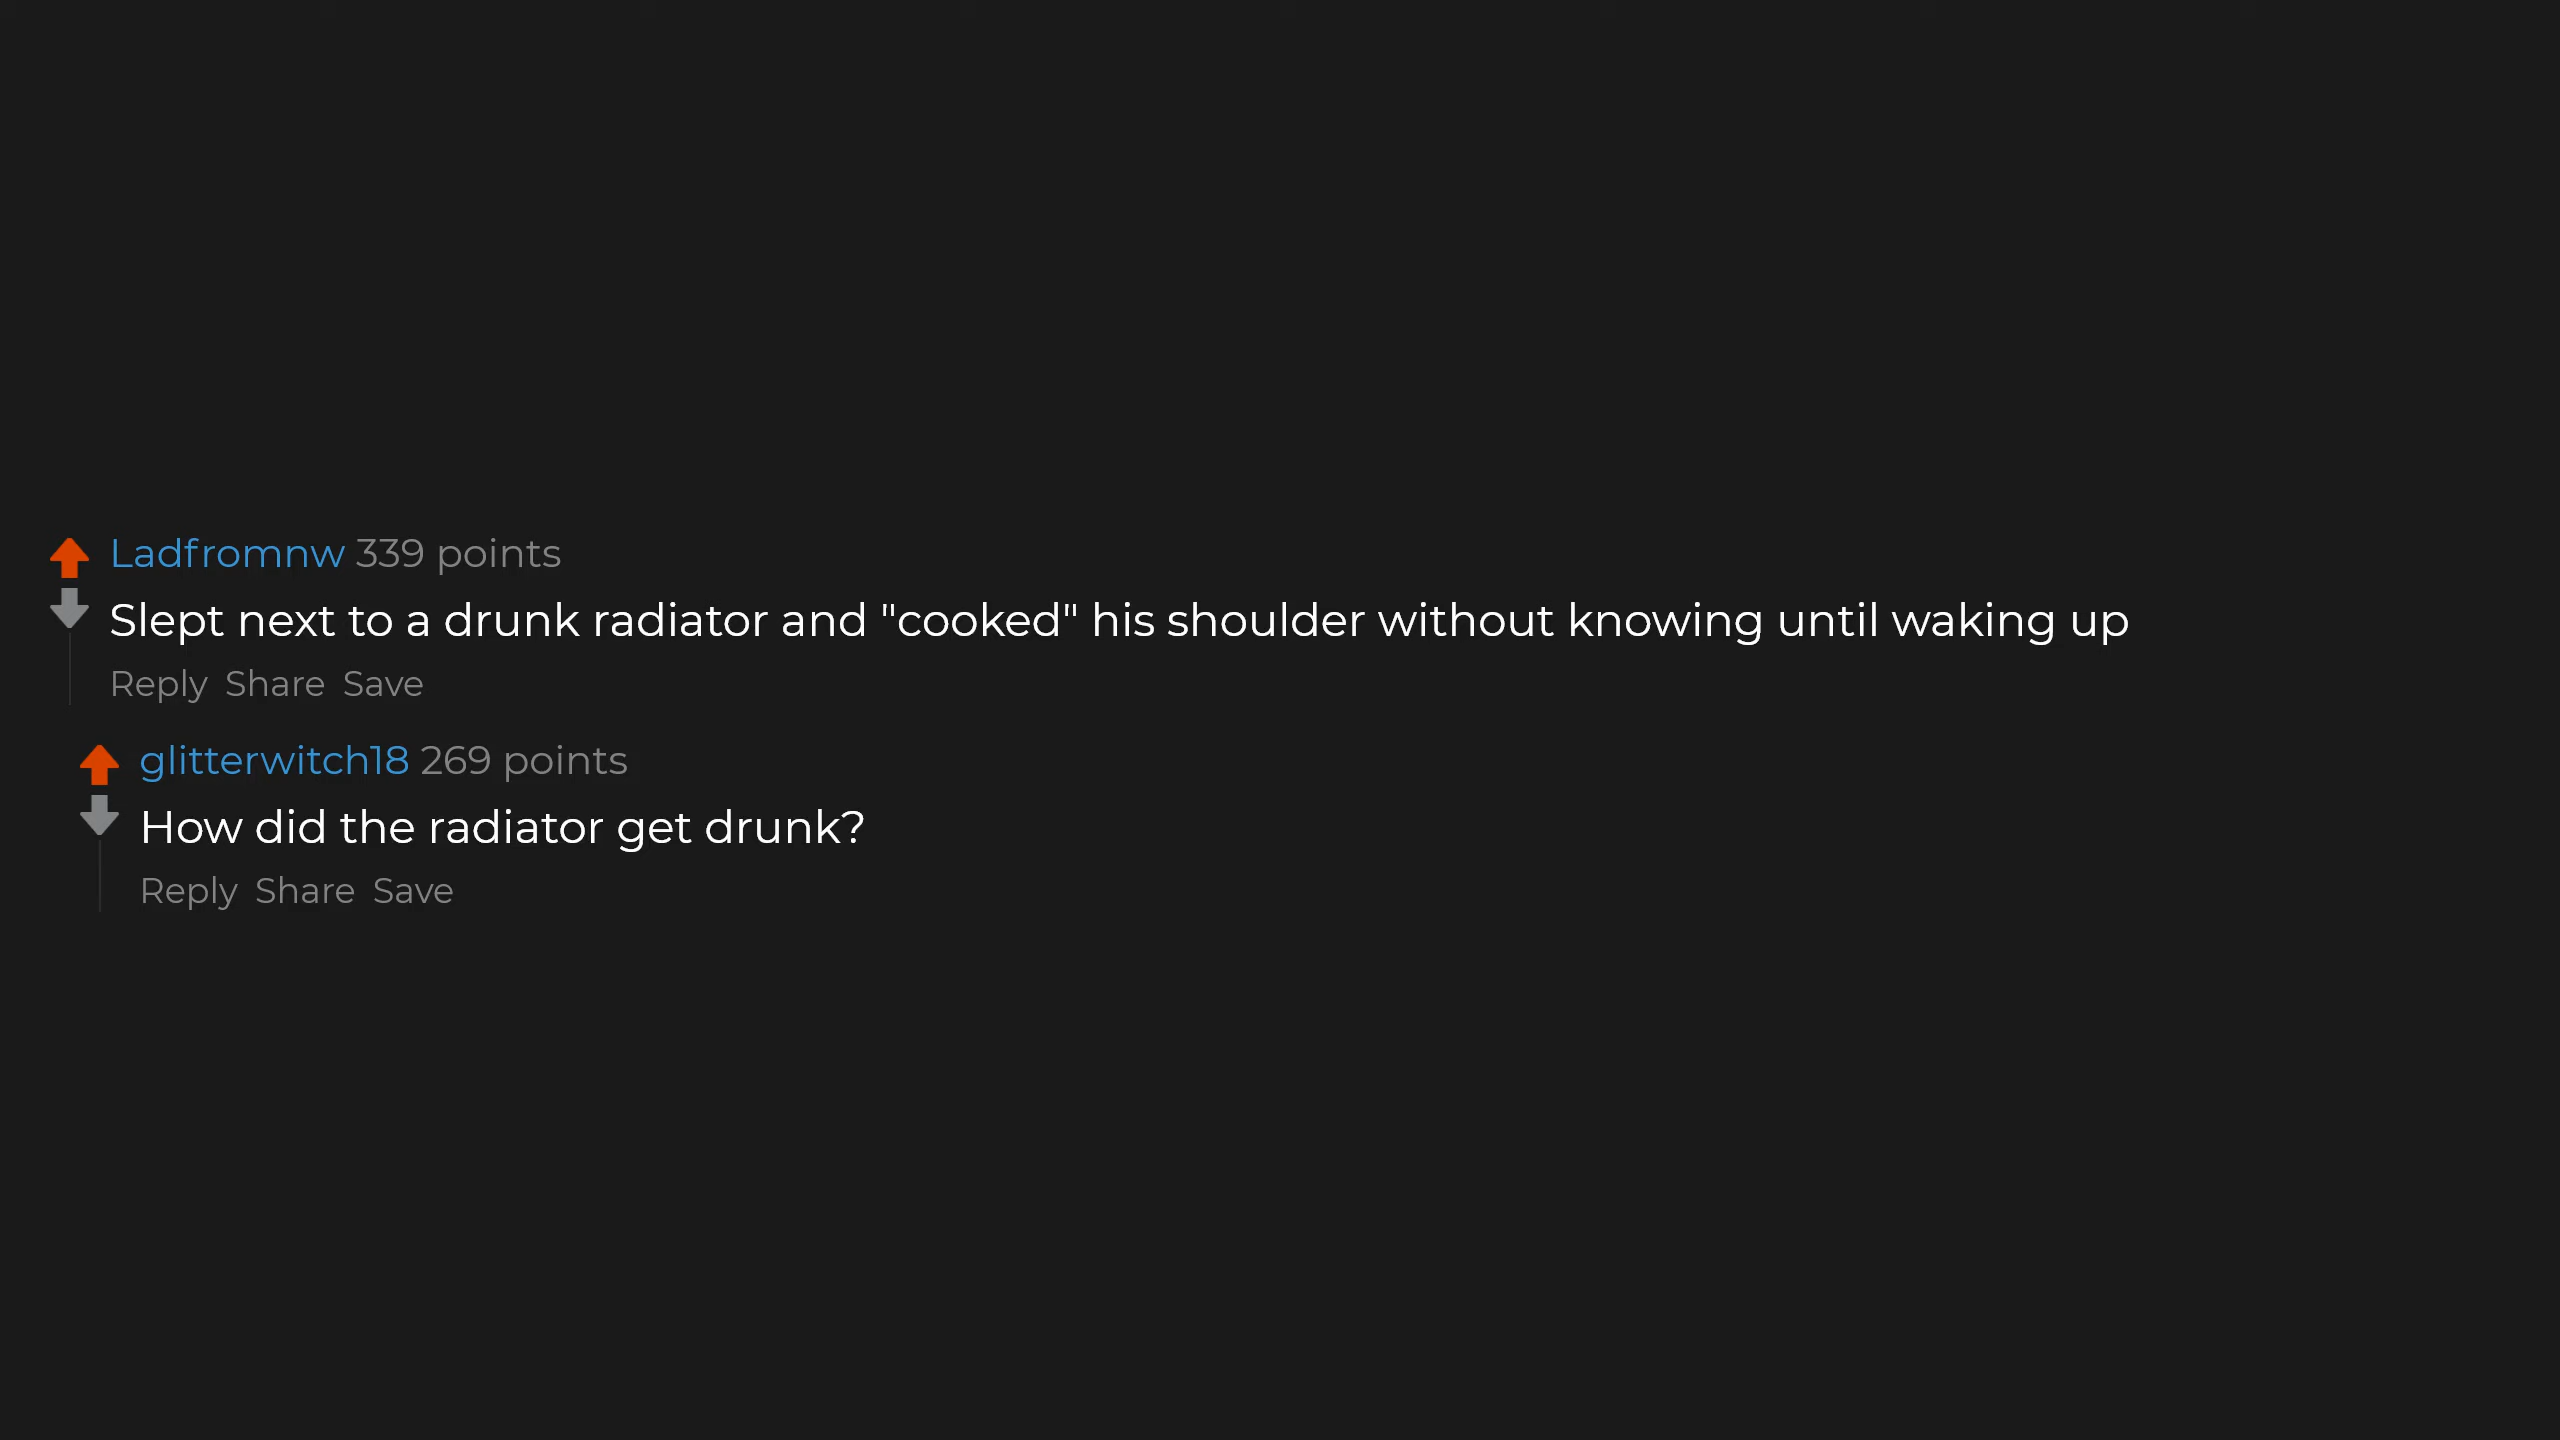 Ladfromnw 339 points
Slept next to a drunk radiator and "cooked" his shoulder without knowing until waking up
Reply Share Save
glitterwitch18 269 points
How did the radiator get drunk?
Reply Share Save